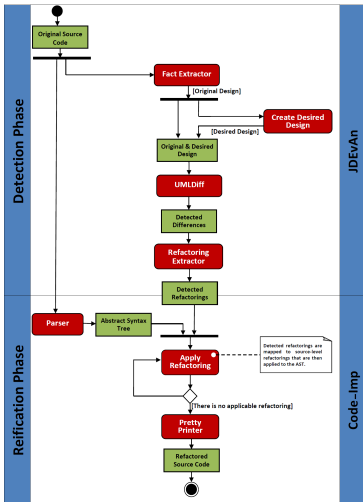 Original Source
Code
Fact Extractor
[Original Design]
Create Desired
Design
[Desired Design]
Original & Desired
Design
UMLDiff
Detected
Differences
Refactoring
Extractor
Detected
Refactorings
Detection Phase
JDEvAn
Parser
Abstract Syntax
Tree
Apply
Refactoring
Detected refactorings are
mapped to source-level
refactorings that are then
applied to the AST.
[There is no applicable refactoring]
Pretty
Printer
Refactored
Source Code
Reification Phase
Code-Imp